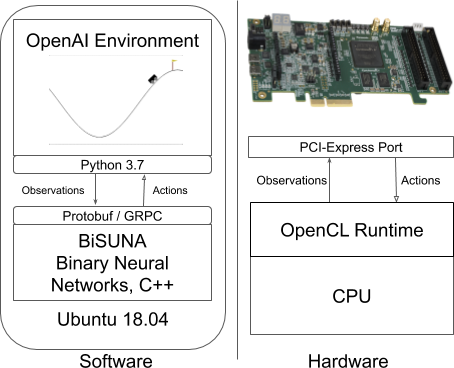 OpenAI Environment
Python 3.7
Observations
Actions
Protobuf / GRPC
BiSUNA
Binary Neural
Networks, C++
Ubuntu 18.04
Software
PCI-Express Port
Observations
Actions
OpenCL Runtime
CPU
Hardware